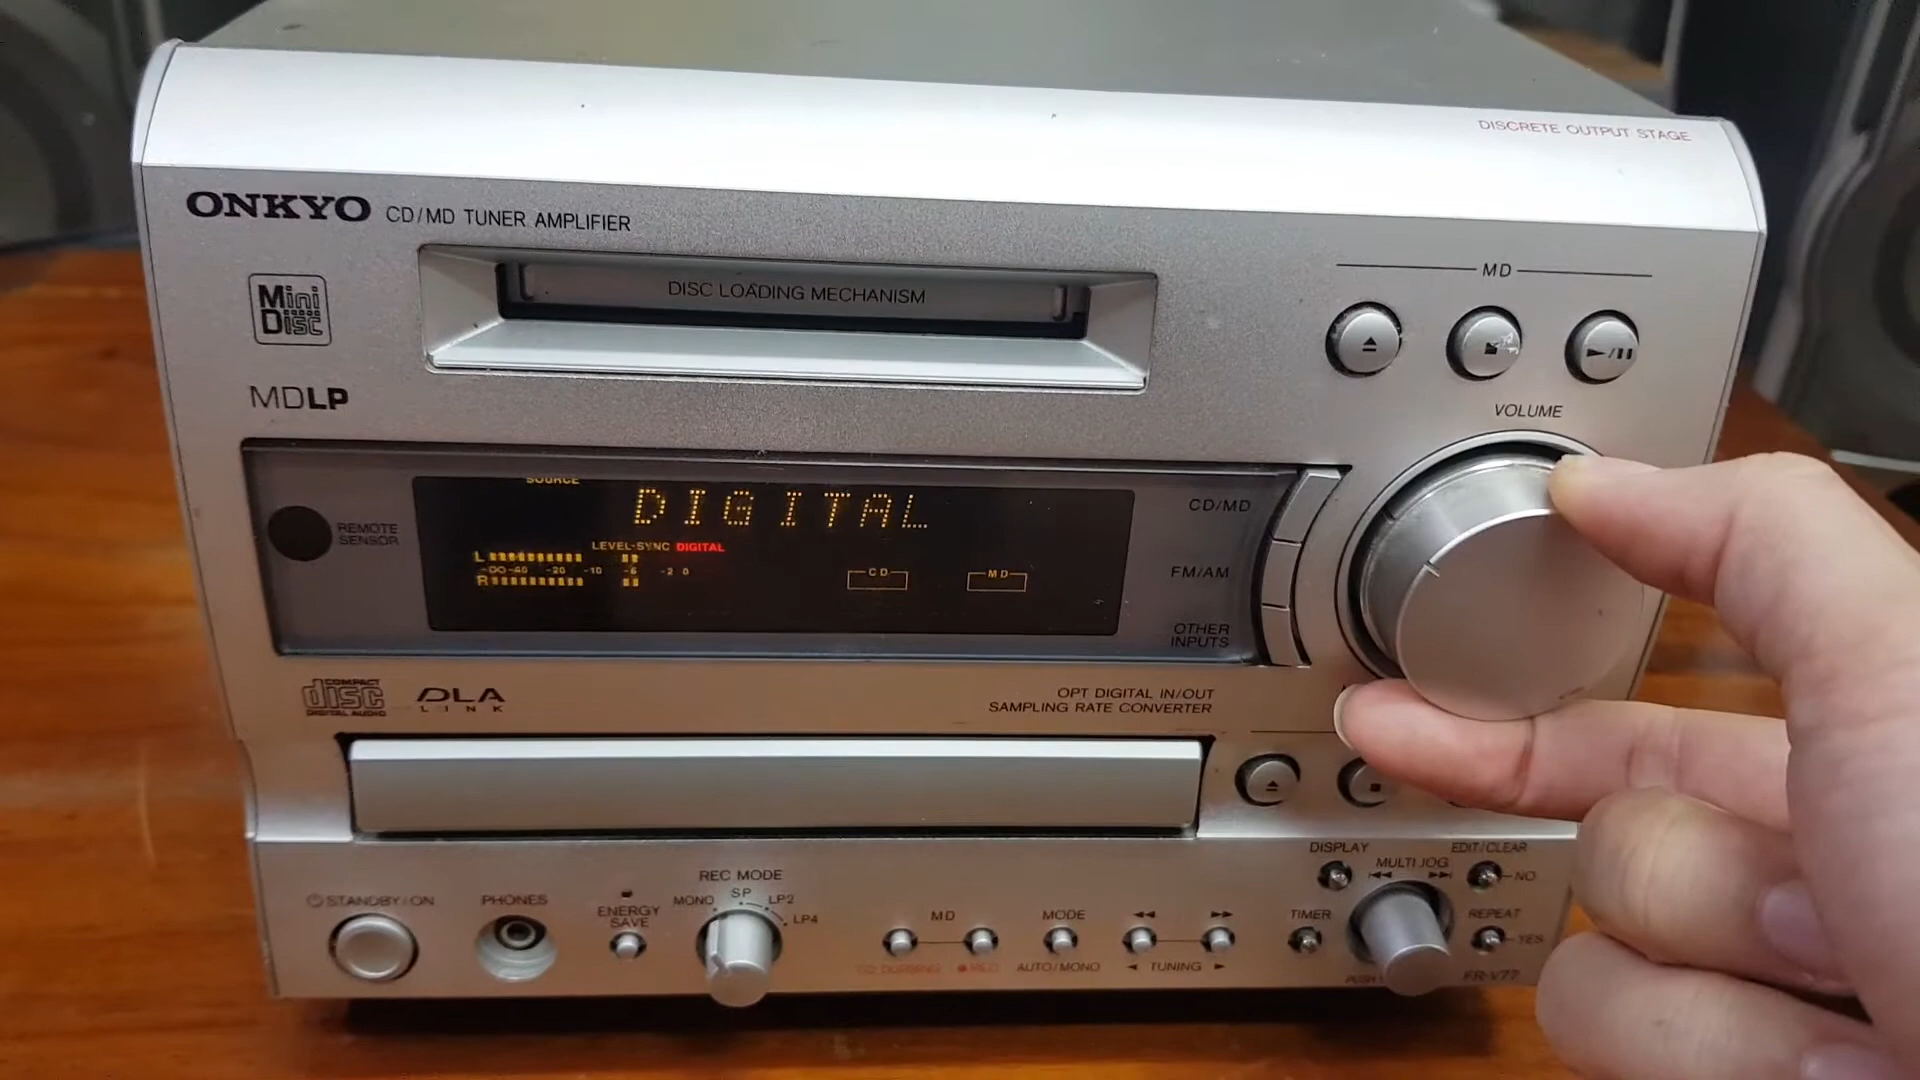 DISCRETE OUTPUT STAGE
ONKYO CD/MD TUNER AMPLIFIER
DISC LOADING MECHANISM
MD
Mini
Disc
MDLP
VOLUME
SOURCE
DIGITAL
REMOTE
SENSOR
LEVEL-SYNC DIGITAL
L
-∞ -40 -20 -10 -6 -2 0
R
CD
MD
CD/MD
FM/AM
OTHER
INPUTS
COMPACT
disc
DIGITAL AUDIO
DLA
LINK
OPT DIGITAL IN/OUT
SAMPLING RATE CONVERTER
STANDBY/ON
PHONES
ENERGY
SAVE
REC MODE
MONO SP LP2 LP4
MD
CD DUBBING
REC
MODE
AUTO/MONO
TUNING
DISPLAY
MULTI JOG
EDIT/CLEAR
NO
TIMER
REPEAT
YES
PUSH
FR-V77